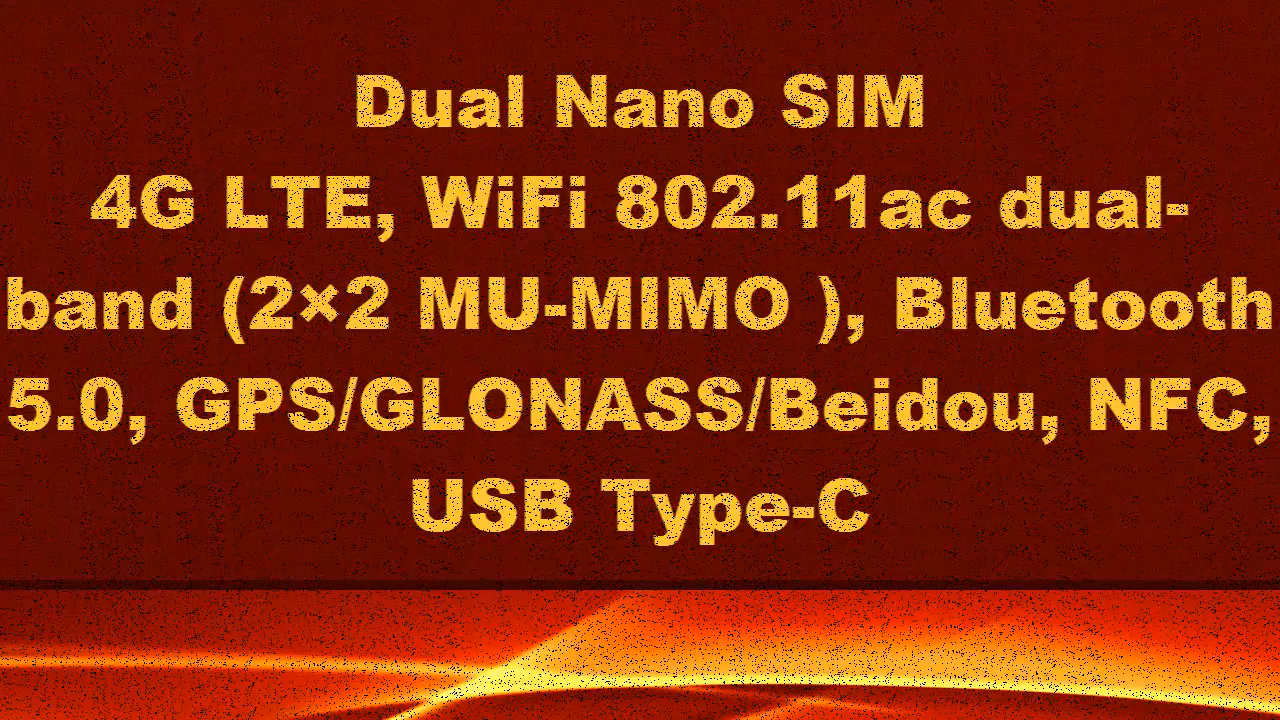 Dual Nano SIM
4G LTE, WiFi 802.11ac dual-
band (2×2 MU-MIMO ), Bluetooth
5.0, GPS/GLONASS/Beidou, NFC,
USB Type-C